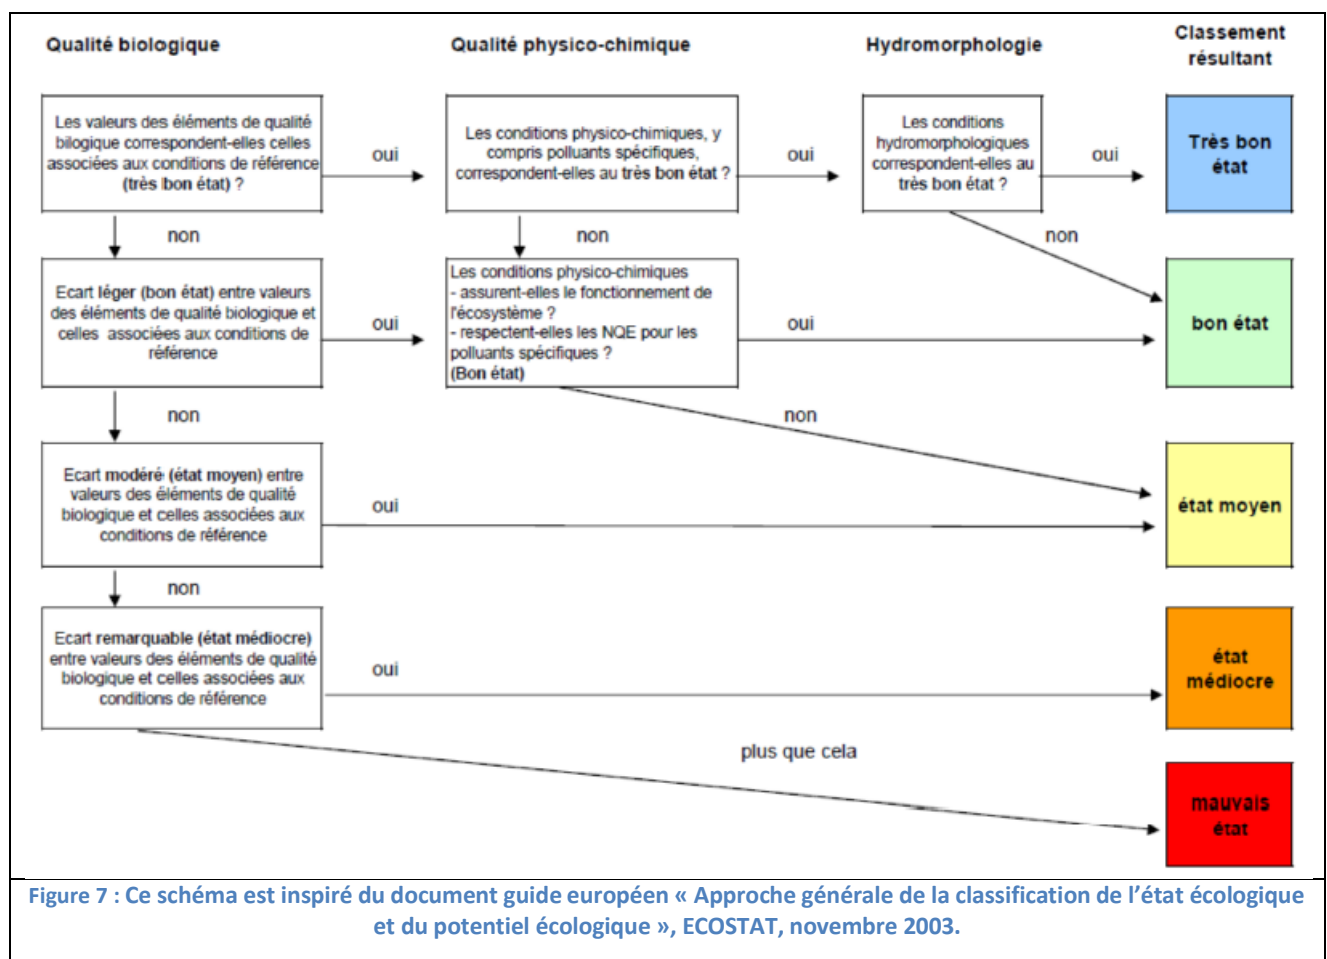 Qualité biologique
Qualité physico-chimique
Hydromorphologie
Classement
résultant
Les valeurs des éléments de qualité
bilogique correspondent-elles celles
associées aux conditions de référence
(très bon état) ?
oui
Les conditions physico-chimiques, y
compris polluants spécifiques,
correspondent-elles au très bon état ?
oui
Les conditions
hydromorphologiques
correspondent-elles au
très bon état ?
oui
Très bon
état
non
non
non
Ecart léger (bon état) entre valeurs
des éléments de qualité biologique et
celles associées aux conditions de
référence
oui
Les conditions physico-chimiques
- assurent-elles le fonctionnement de
l'écosystème ?
- respectent-elles les NQE pour les
polluants spécifiques ?
(Bon état)
oui
bon état
non
non
Ecart modéré (état moyen) entre
valeurs des éléments de qualité
biologique et celles associées aux
conditions de référence
oui
état moyen
non
Ecart remarquable (état médiocre)
entre valeurs des éléments de qualité
biologique et celles associées aux
conditions de référence
oui
état
médiocre
plus que cela
mauvais
état
Figure 7 : Ce schéma est inspiré du document guide européen « Approche générale de la classification de l'état écologique
et du potentiel écologique », ECOSTAT, novembre 2003.